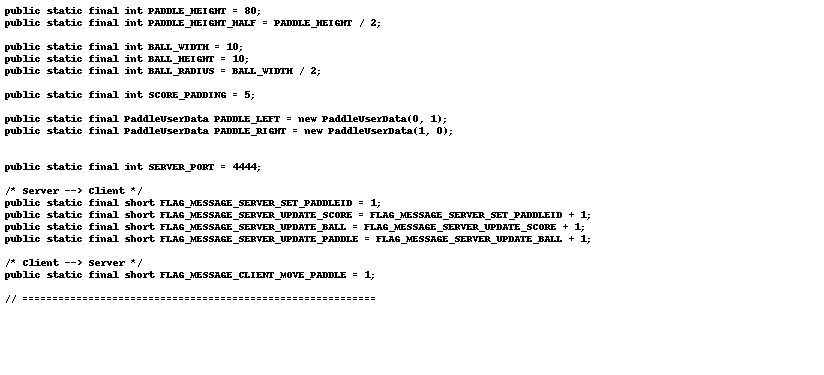 public static final int PADDLE_HEIGHT = 80;
public static final int PADDLE_HEIGHT_HALF = PADDLE_HEIGHT / 2;
public static final int BALL_WIDTH = 10;
public static final int BALL_HEIGHT = 10;
public static final int BALL_RADIUS = BALL_WIDTH / 2;
public static final int SCORE_PADDING = 5;
public static final PaddleUserData PADDLE_LEFT = new PaddleUserData(0, 1);
public static final PaddleUserData PADDLE_RIGHT = new PaddleUserData(1, 0);
public static final int SERVER_PORT = 4444;
/* Server --> Client */
public static final short FLAG_MESSAGE_SERVER_SET_PADDLEID = 1;
public static final short FLAG_MESSAGE_SERVER_UPDATE_SCORE = FLAG_MESSAGE_SERVER_SET_PADDLEID + 1;
public static final short FLAG_MESSAGE_SERVER_UPDATE_BALL = FLAG_MESSAGE_SERVER_UPDATE_SCORE + 1;
public static final short FLAG_MESSAGE_SERVER_UPDATE_PADDLE = FLAG_MESSAGE_SERVER_UPDATE_BALL + 1;
/* Client --> Server */
public static final short FLAG_MESSAGE_CLIENT_MOVE_PADDLE = 1;
// ===========================================================